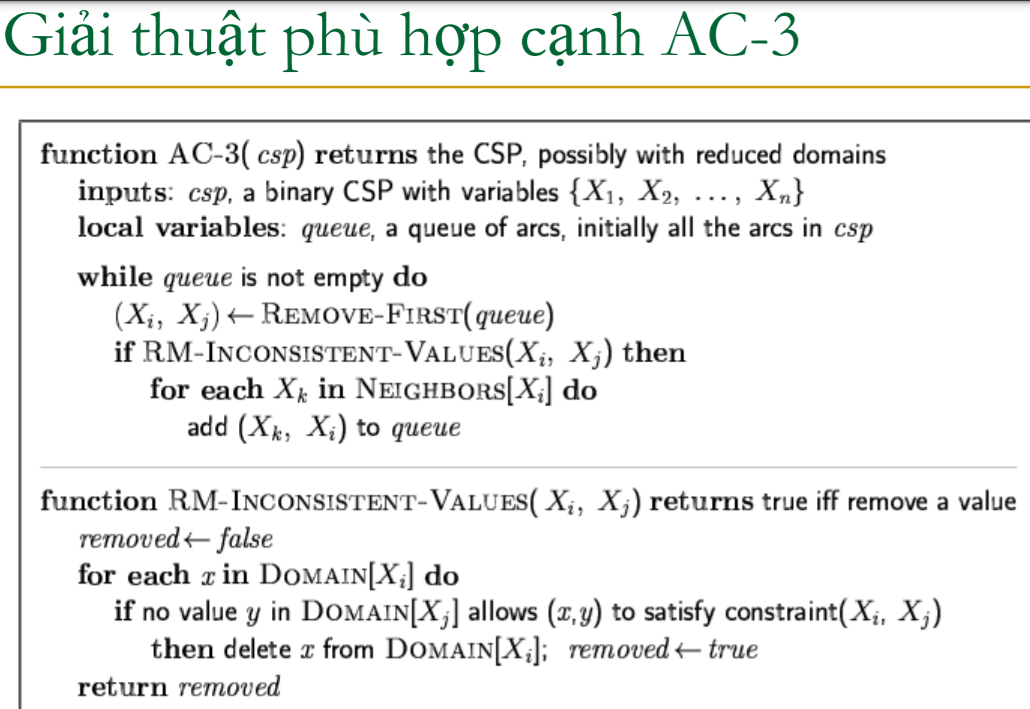 Giải thuật phù hợp cạnh AC-3
function AC-3( csp) returns the CSP, possibly with reduced domains
inputs: csp, a binary CSP with variables {X₁, X₂, ..., Xₙ}
local variables: queue, a queue of arcs, initially all the arcs in csp
while queue is not empty do
(Xᵢ, Xⱼ) ← REMOVE-FIRST(queue)
if RM-INCONSISTENT-VALUES(Xᵢ, Xⱼ) then
for each Xₖ in NEIGHBORS[Xᵢ] do
add (Xₖ, Xᵢ) to queue
function RM-INCONSISTENT-VALUES( Xᵢ, Xⱼ) returns true iff remove a value
removed ← false
for each x in DOMAIN[Xᵢ] do
if no value y in DOMAIN[Xⱼ] allows (x,y) to satisfy constraint(Xᵢ, Xⱼ)
then delete x from DOMAIN[Xᵢ]; removed ← true
return removed